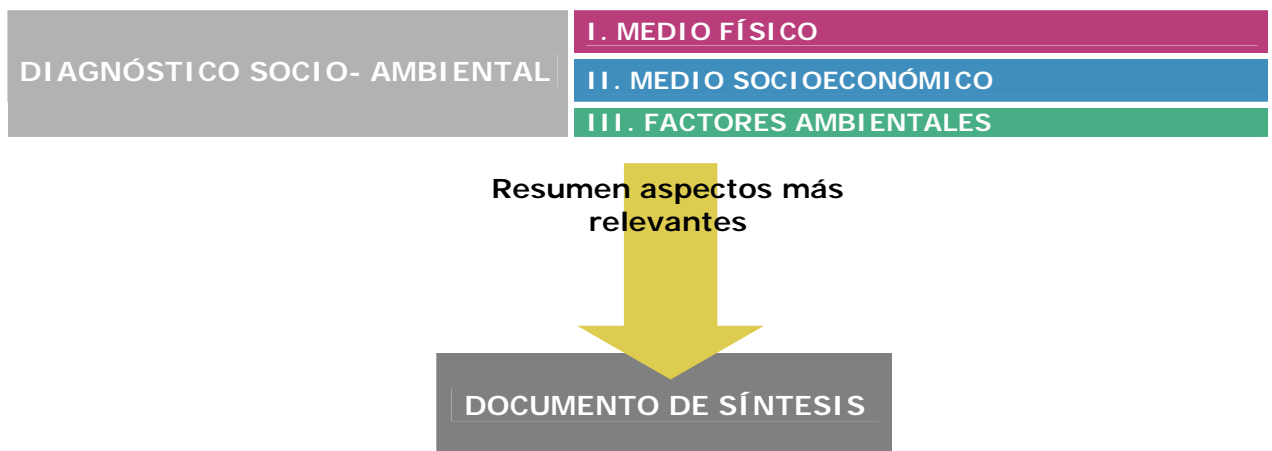 DIAGNÓSTICO SOCIO- AMBIENTAL
I. MEDIO FÍSICO
II. MEDIO SOCIOECONÓMICO
III. FACTORES AMBIENTALES
Resumen aspectos más
relevantes
DOCUMENTO DE SÍNTESIS